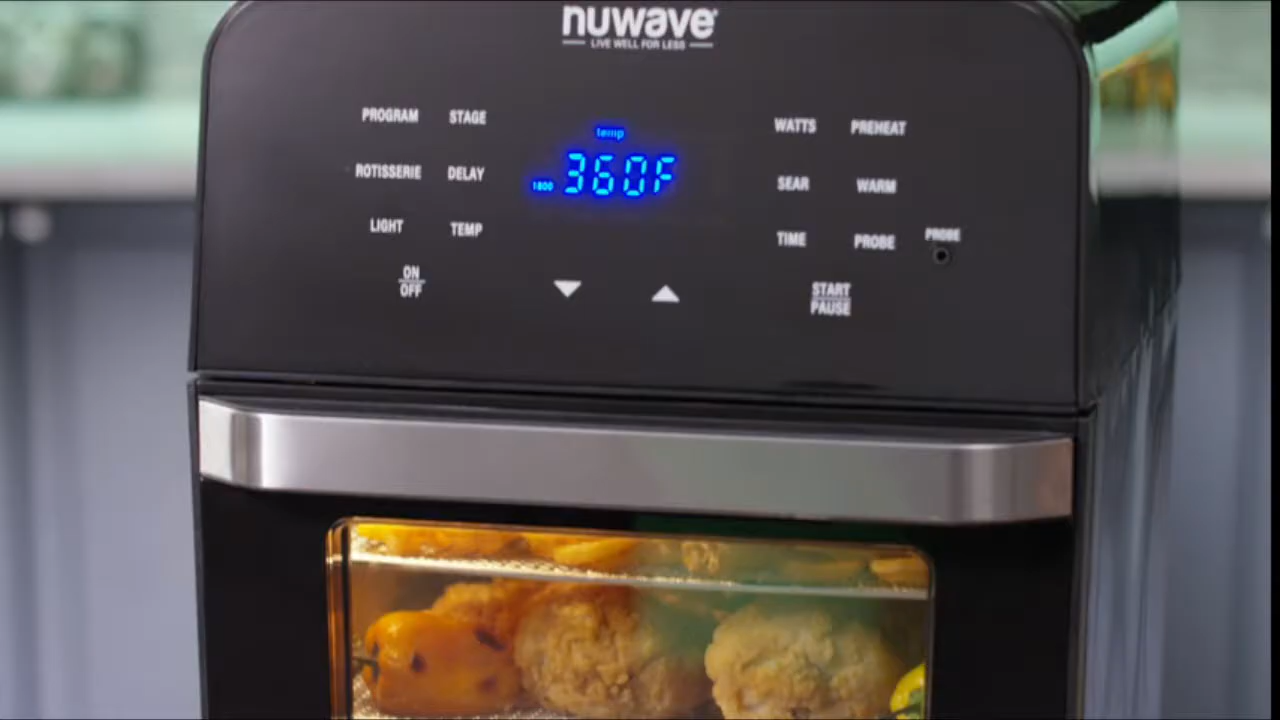 nuwave
LIVE WELL FOR LESS
PROGRAM STAGE
ROTISSERIE DELAY
LIGHT TEMP
ON
OFF
temp
1800 360F
WATTS PREHEAT
SEAR WARM
TIME PROBE
PROBE
START
PAUSE